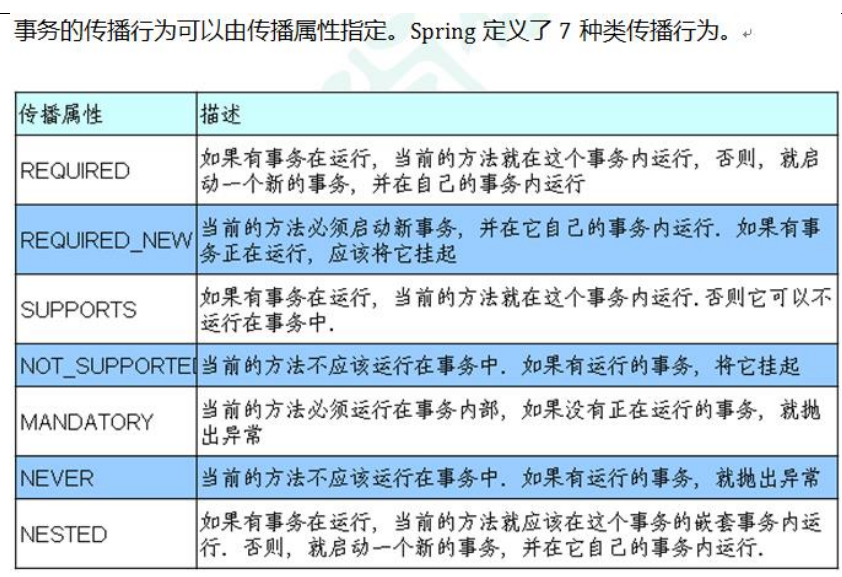 事务的传播行为可以由传播属性指定。Spring 定义了 7 种类传播行为。
传播属性 描述
REQUIRED 如果有事务在运行，当前的方法就在这个事务内运行，否则，就启
动一个新的事务，并在自己的事务内运行
REQUIRED_NEW 当前的方法必须启动新事务，并在它自己的事务内运行．如果有事
务正在运行，应该将它挂起
SUPPORTS 如果有事务在运行，当前的方法就在这个事务内运行．否则它可以不
运行在事务中．
NOT_SUPPORTE 当前的方法不应该运行在事务中．如果有运行的事务，将它挂起
MANDATORY 当前的方法必须运行在事务内部，如果没有正在运行的事务，就抛
出异常
NEVER 当前的方法不应该运行在事务中．如果有运行的事务，就抛出异常
NESTED 如果有事务在运行，当前的方法就应该在这个事务的嵌套事务内运
行．否则，就启动一个新的事务，并在它自己的事务内运行．